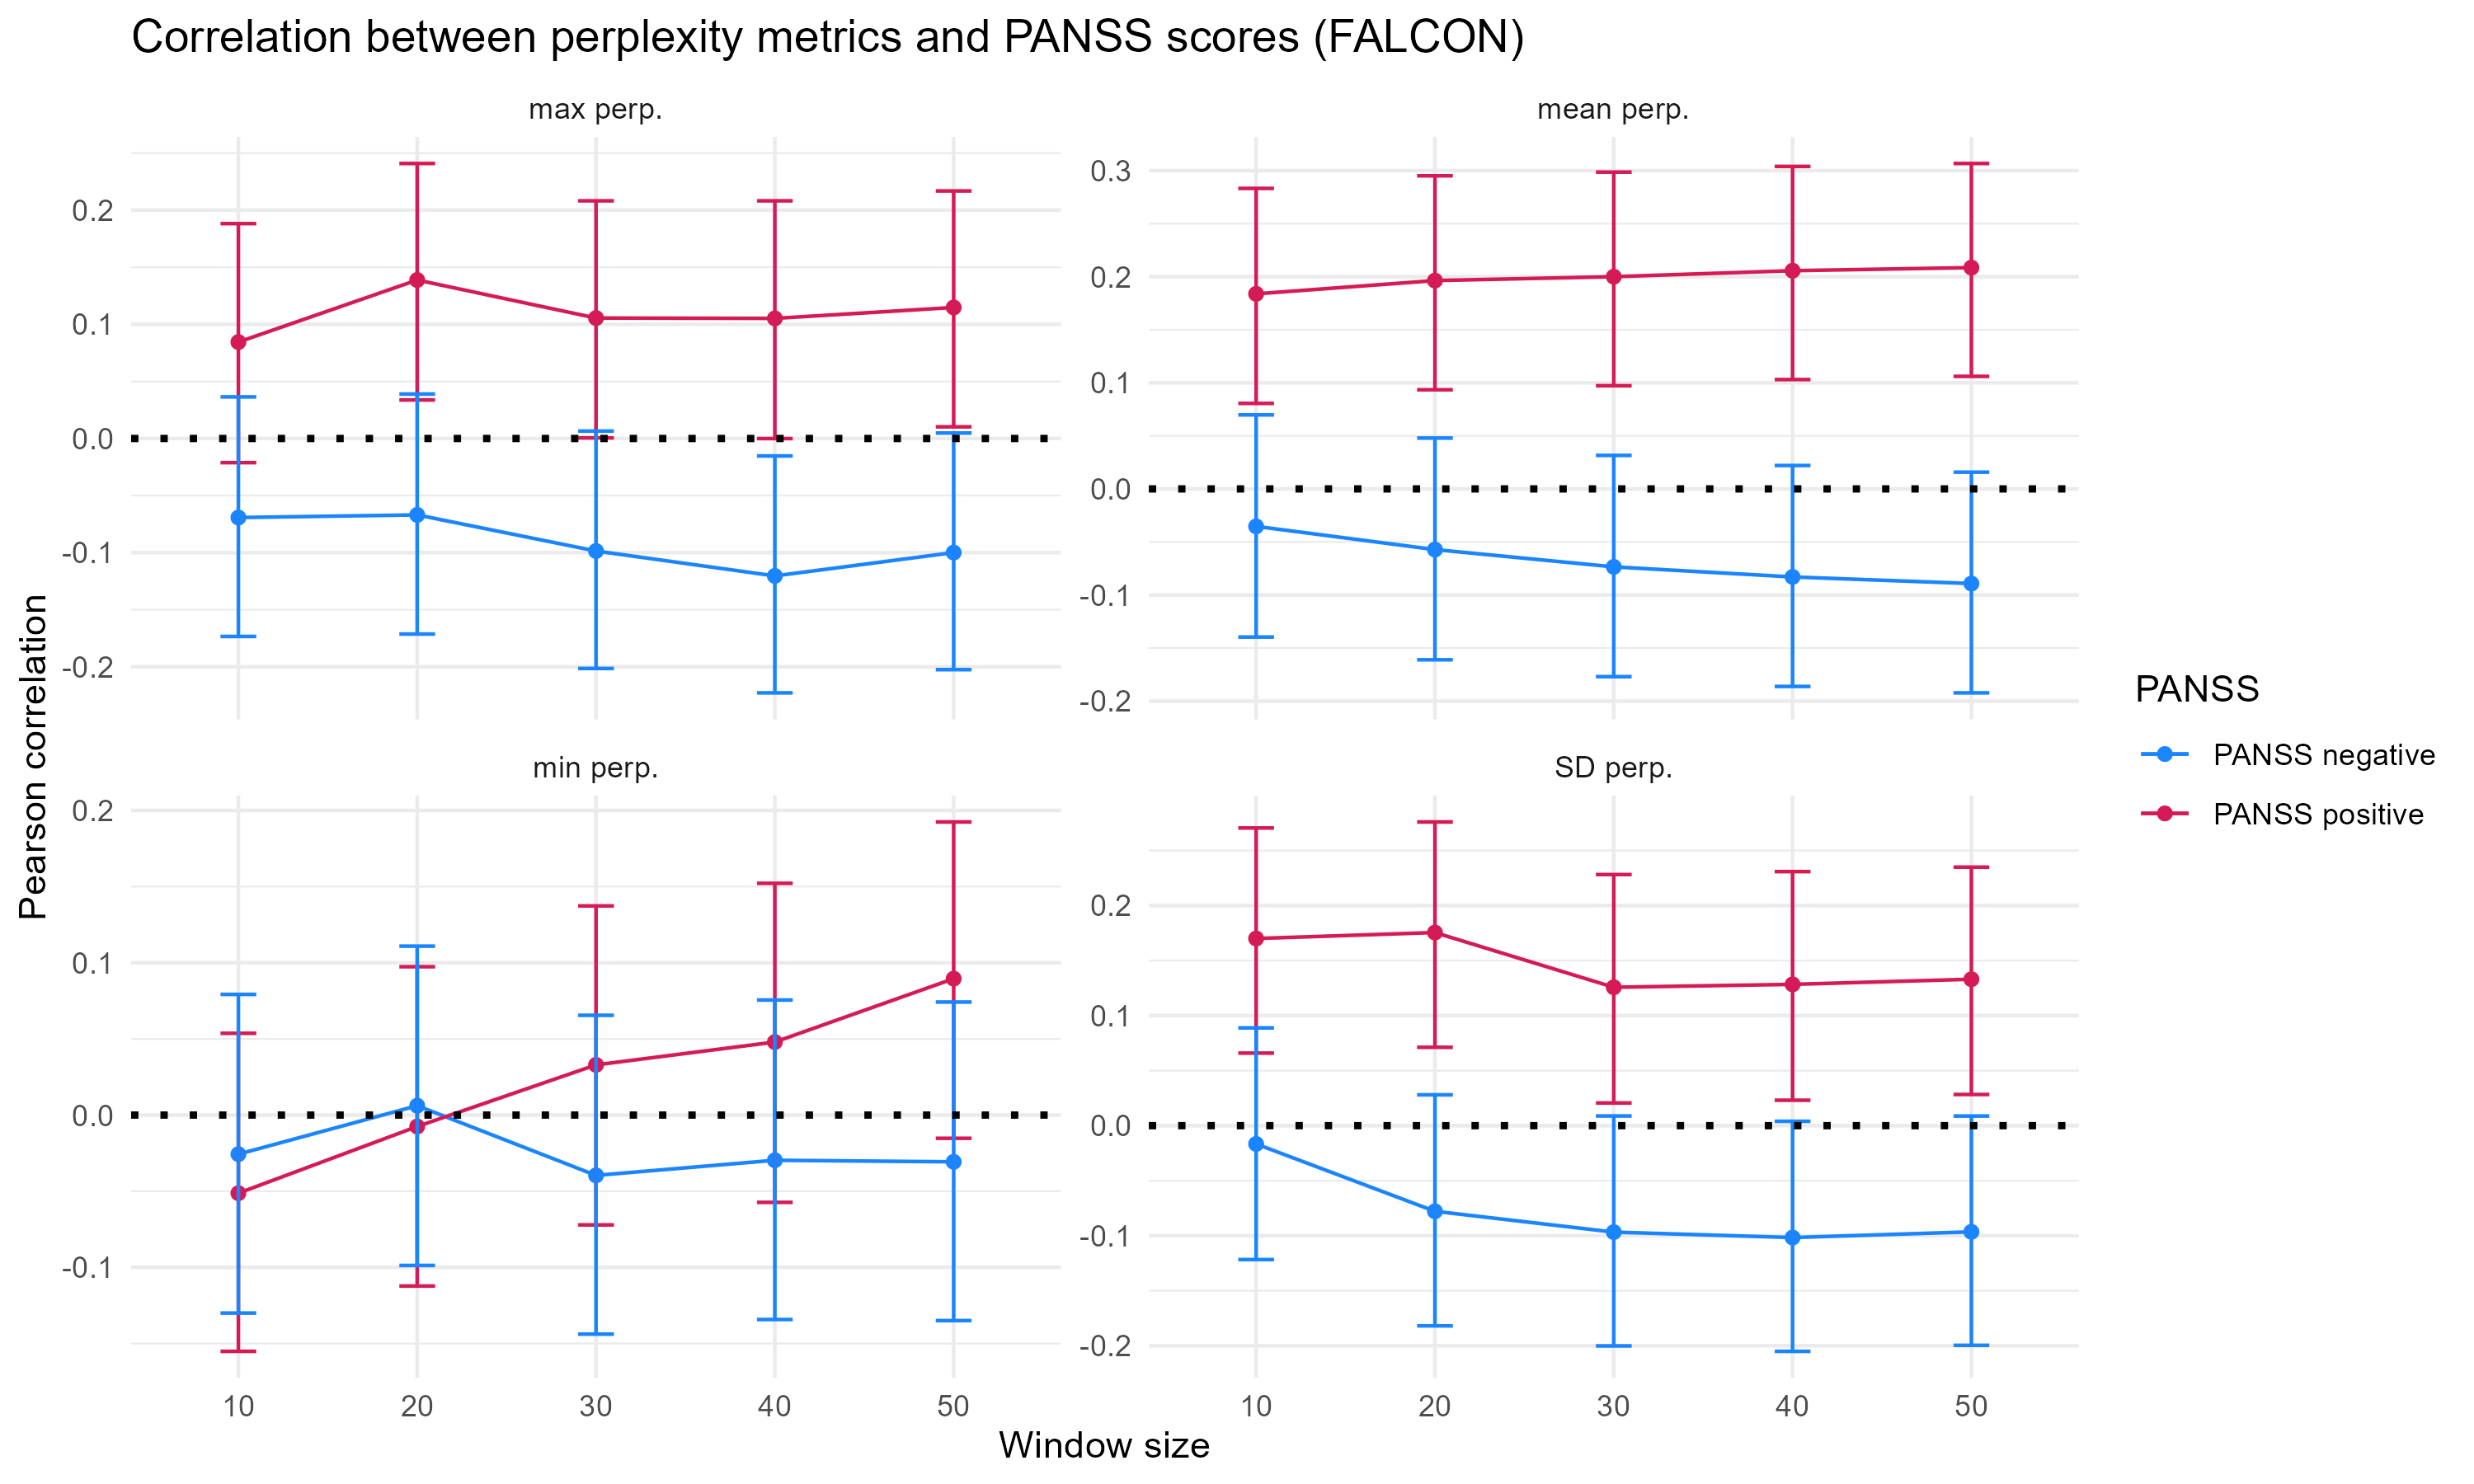 Correlation between perplexity metrics and PANSS scores (FALCON)
max perp.
mean perp.
0.2
0.1
0.0
-0.1
-0.2
0.3
0.2
0.1
0.0
-0.1
-0.2
Pearson correlation
min perp.
SD perp.
0.2
0.1
0.0
-0.1
0.2
0.1
0.0
-0.1
-0.2
10 20 30 40 50
10 20 30 40 50
Window size
PANSS
PANSS negative
PANSS positive